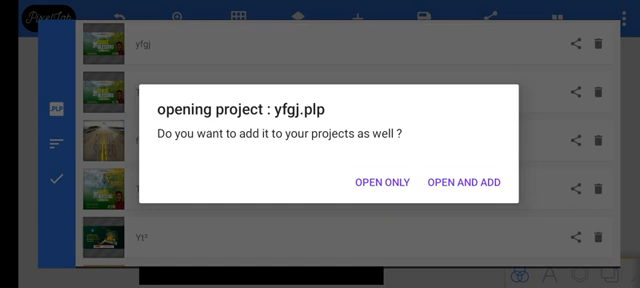 PixelLab
yfgj
opening project : yfgj.plp
Do you want to add it to your projects as well ?
OPEN ONLY
OPEN AND ADD
.PLP
Yt²
A